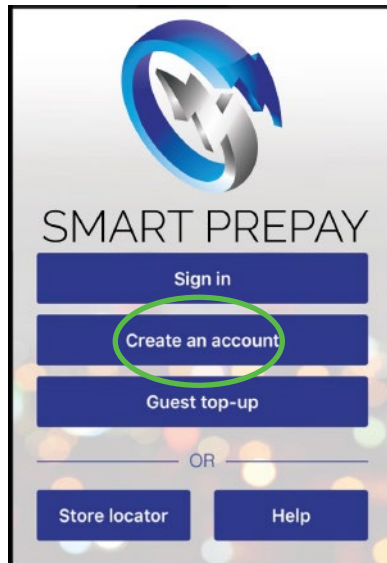 SMART PREPAY
Sign in
Create an account
Guest top-up
OR
Store locator
Help